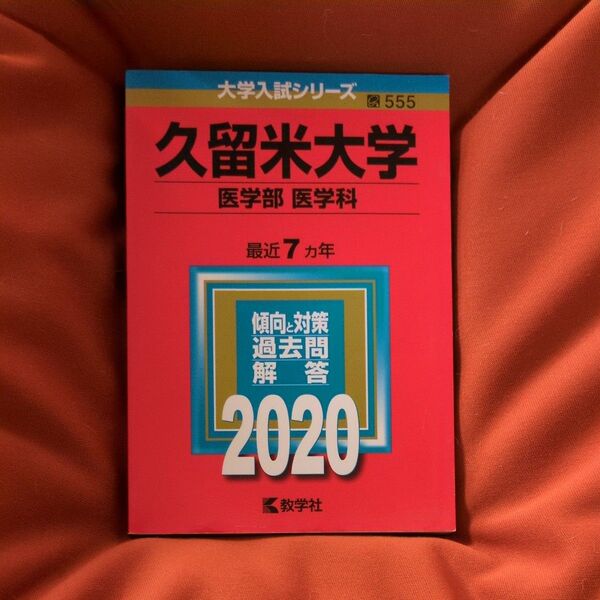 大学入試シリーズ
555
久留米大学
医学部 医学科
最近7ヵ年
傾向と対策
過去問
解答
2020
教学社